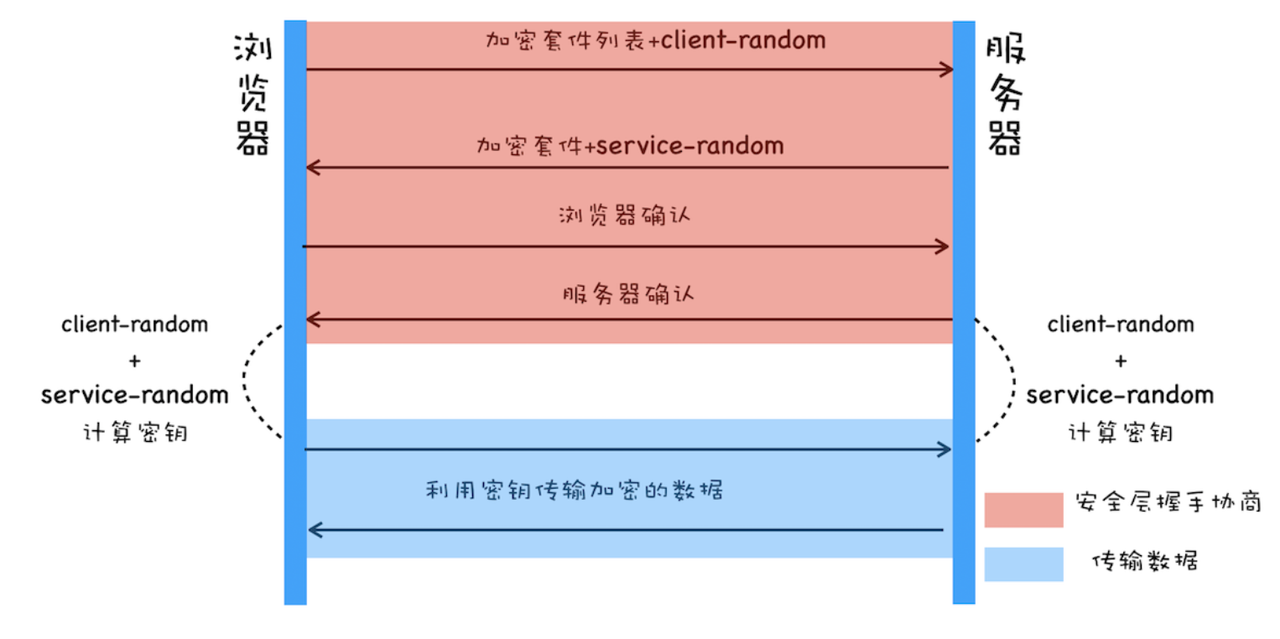 浏览器
服务器
加密套件列表+client-random
加密套件+service-random
浏览器确认
服务器确认
client-random
+
service-random
计算密钥
client-random
+
service-random
计算密钥
利用密钥传输加密的数据
安全层握手协商
传输数据